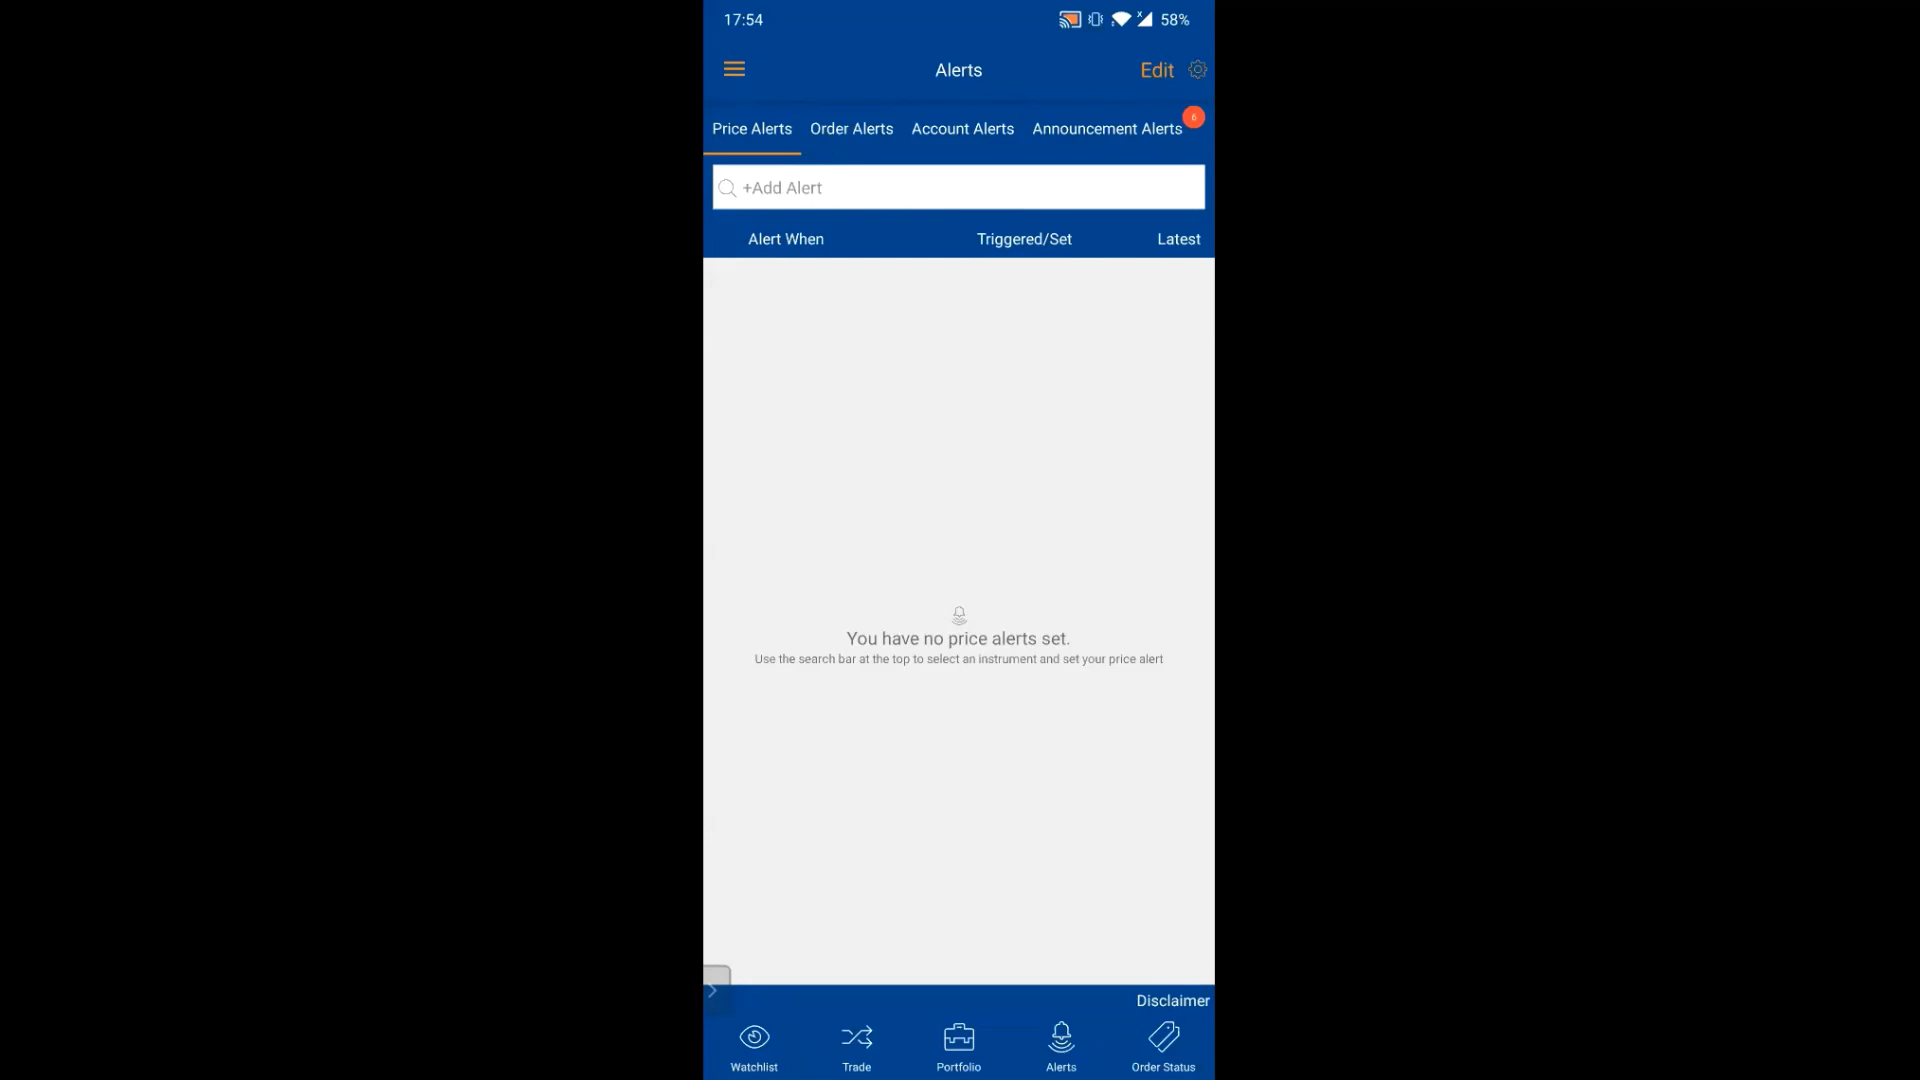 17:54
x
58%
Alerts
Edit
Price Alerts
Order Alerts
Account Alerts
Announcement Alerts
6
+Add Alert
Alert When
Triggered/Set
Latest
You have no price alerts set.
Use the search bar at the top to select an instrument and set your price alert
Disclaimer
Watchlist
Trade
Portfolio
Alerts
Order Status